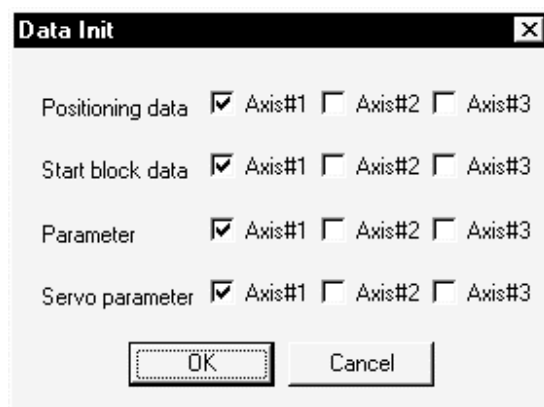 Data Init
Positioning data Axis#1 Axis#2 Axis#3
Start block data Axis#1 Axis#2 Axis#3
Parameter Axis#1 Axis#2 Axis#3
Servo parameter Axis#1 Axis#2 Axis#3
OK Cancel